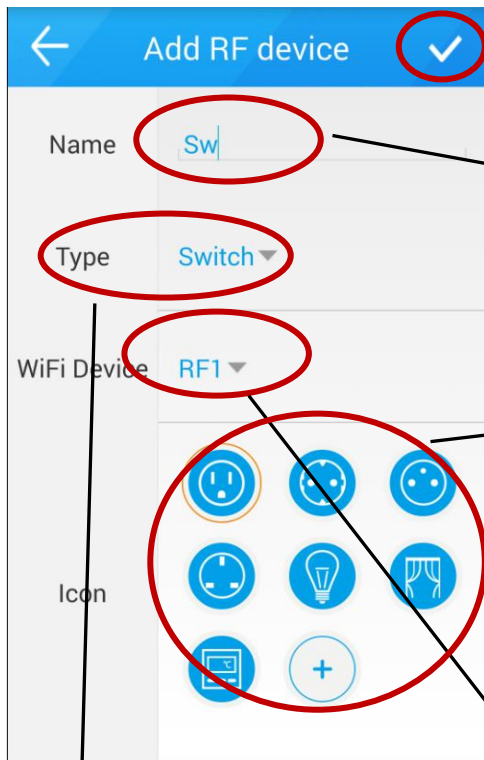 Add RF device
Name Sw
Type Switch
WiFi Device RF1
Icon
℃